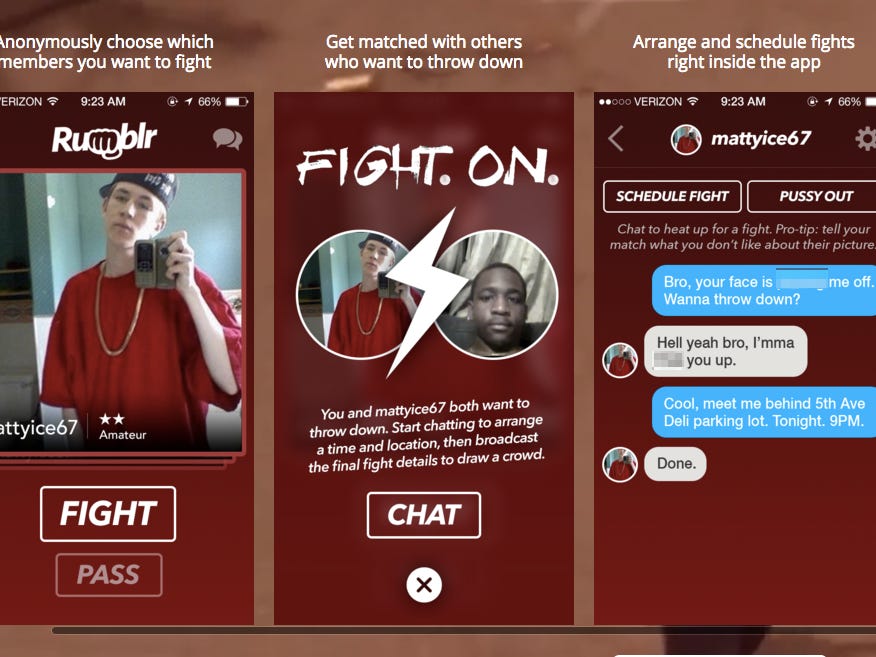 Anonymously choose which
members you want to fight
VERIZON 9:23 AM 66%
Rumblr
mattyice67
Amateur
FIGHT
PASS
Get matched with others
who want to throw down
FIGHT. ON.
You and mattyice67 both want to
throw down. Start chatting to arrange
a time and location, then broadcast
the final fight details to draw a crowd.
CHAT
Arrange and schedule fights
right inside the app
VERIZON 9:23 AM 66%
mattyice67
SCHEDULE FIGHT
PUSSY OUT
Chat to heat up for a fight. Pro-tip: tell your
match what you don't like about their picture.
Bro, your face is me off.
Wanna throw down?
Hell yeah bro, I'mma
you up.
Cool, meet me behind 5th Ave
Deli parking lot. Tonight. 9PM.
Done.